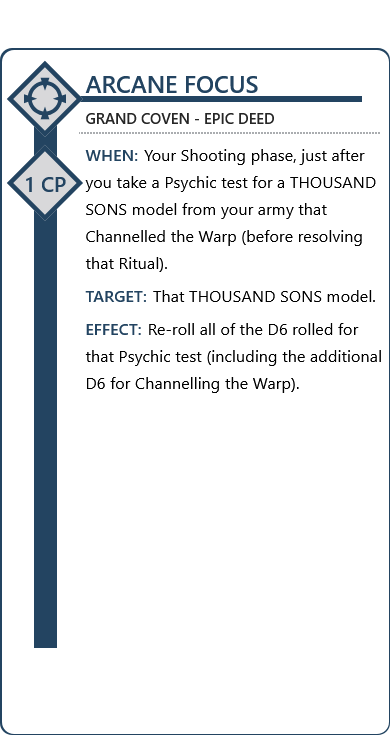 ARCANE FOCUS
GRAND COVEN - EPIC DEED
1 CP
WHEN: Your Shooting phase, just after
you take a Psychic test for a THOUSAND
SONS model from your army that
Channelled the Warp (before resolving
that Ritual).
TARGET: That THOUSAND SONS model.
EFFECT: Re-roll all of the D6 rolled for
that Psychic test (including the additional
D6 for Channelling the Warp).